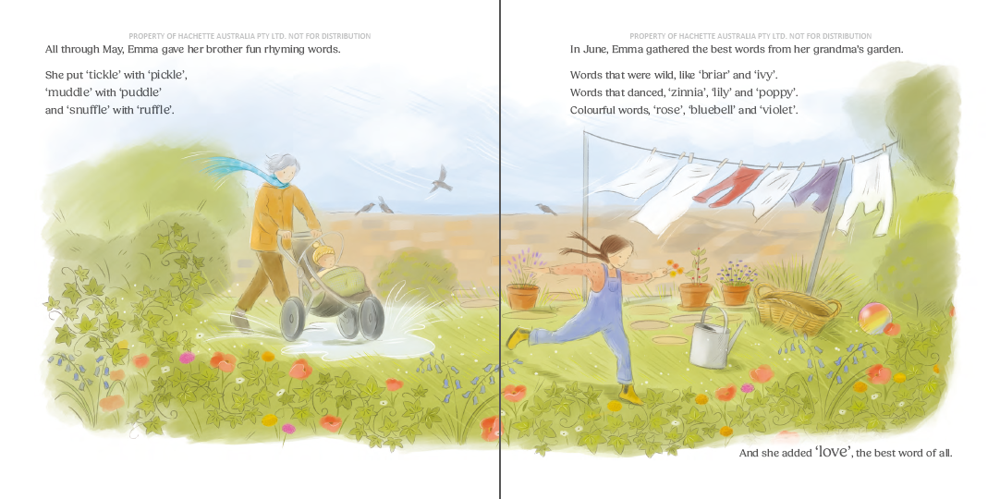 PROPERTY OF HACHETTE AUSTRALIA PTY LTD. NOT FOR DISTRIBUTION
All through May, Emma gave her brother fun rhyming words.
She put ‘tickle’ with ‘pickle’,
‘muddle’ with ‘puddle’
and ‘snuffle’ with ‘ruffle’.
PROPERTY OF HACHETTE AUSTRALIA PTY LTD. NOT FOR DISTRIBUTION
In June, Emma gathered the best words from her grandma’s garden.
Words that were wild, like ‘briar’ and ‘ivy’.
Words that danced, ‘zinnia’, ‘lily’ and ‘poppy’.
Colourful words, ‘rose’, ‘bluebell’ and ‘violet’.
And she added ‘love’, the best word of all.